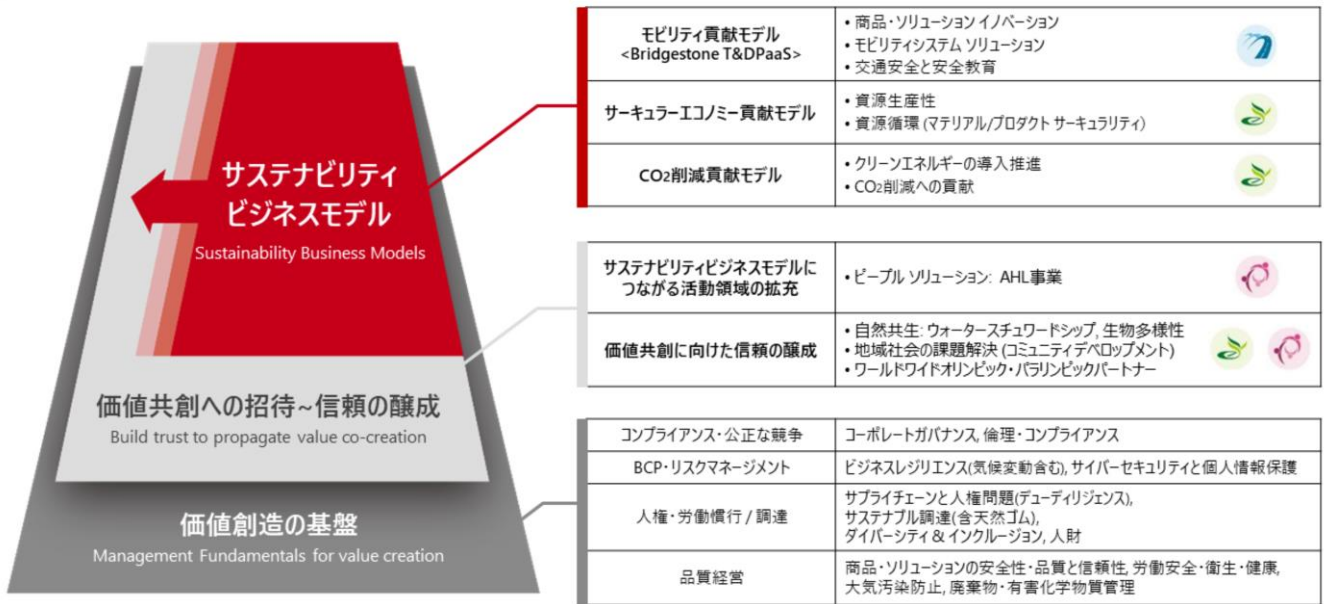 サステナビリティ
ビジネスモデル
Sustainability Business Models
価値共創への招待~信頼の醸成
Build trust to propagate value co-creation
価値創造の基盤
Management Fundamentals for value creation
モビリティ貢献モデル
<Bridgestone T&DPaaS>
• 商品・ソリューション イノベーション
• モビリティシステム ソリューション
• 交通安全と安全教育
サーキュラーエコノミー貢献モデル
• 資源生産性
• 資源循環 (マテリアル/プロダクト サーキュラリティ)
CO2削減貢献モデル
• クリーンエネルギーの導入推進
• CO2削減への貢献
サステナビリティビジネスモデルに
つながる活動領域の拡充
• ピープル ソリューション: AHL事業
価値共創に向けた信頼の醸成
• 自然共生: ウォータースチュワードシップ, 生物多様性
• 地域社会の課題解決 (コミュニティデベロップメント)
• ワールドワイドオリンピック・パラリンピックパートナー
コンプライアンス・公正な競争
コーポレートガバナンス, 倫理・コンプライアンス
BCP・リスクマネージメント
ビジネスレジリエンス(気候変動含む), サイバーセキュリティと個人情報保護
人権・労働慣行 / 調達
サプライチェーンと人権問題(デューディリジェンス),
サステナブル調達(含天然ゴム),
ダイバーシティ & インクルージョン, 人財
品質経営
商品・ソリューションの安全性・品質と信頼性, 労働安全・衛生・健康,
大気汚染防止, 廃棄物・有害化学物質管理